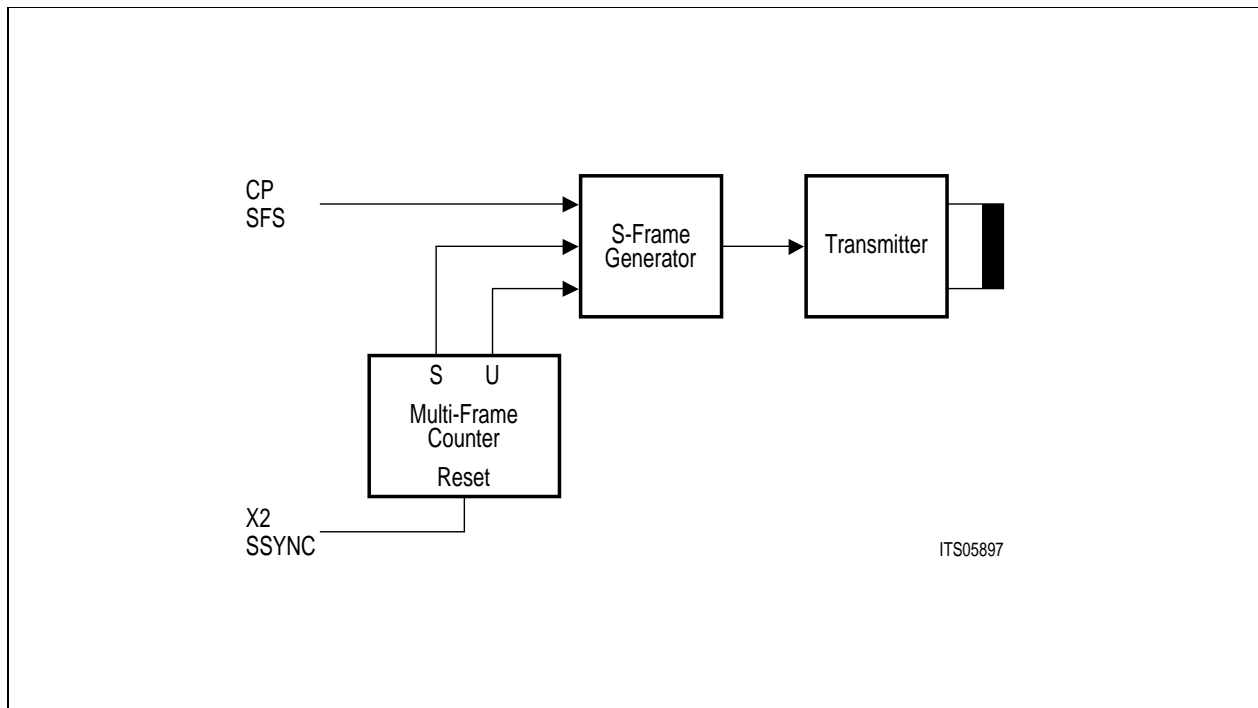 CP
SFS
S-Frame
Generator
Transmitter
S U
Multi-Frame
Counter
Reset
X2
SSYNC
ITS05897